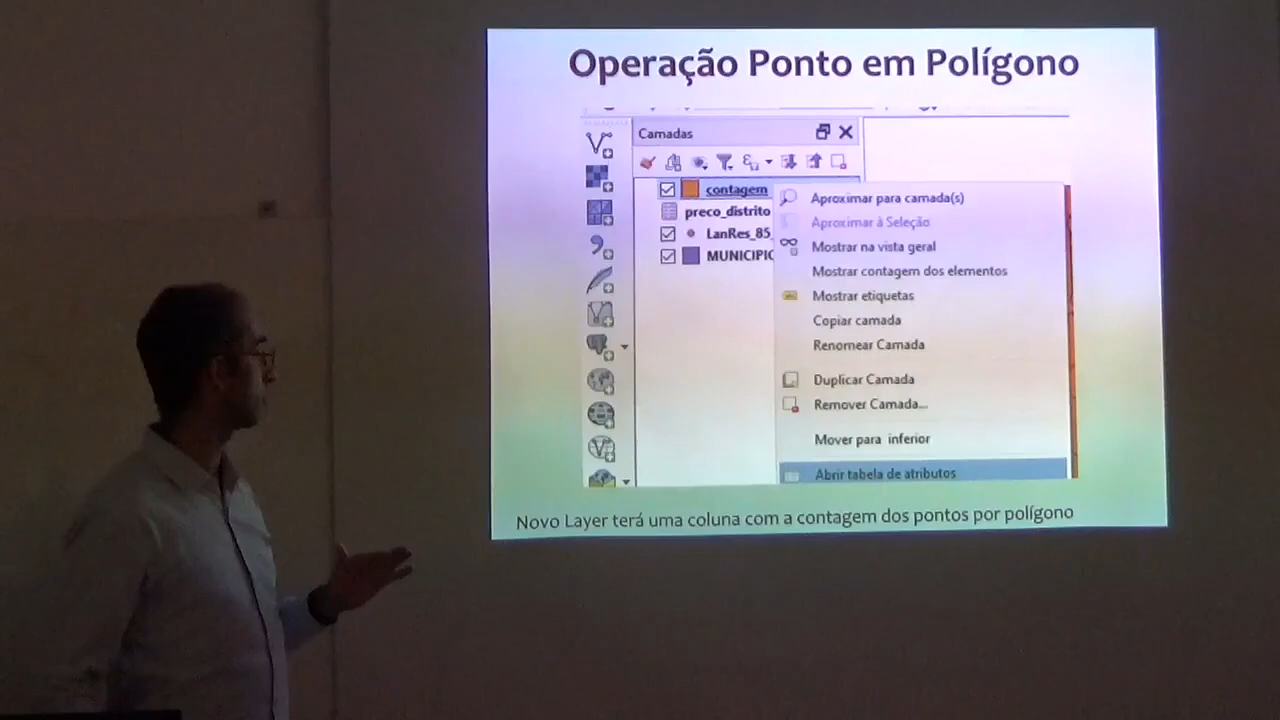 Operação Ponto em Polígono
Camadas
contagem
preco_distrito
LanRes_85_
MUNICIPIO
Aproximar para camada(s)
Aproximar à Seleção
Mostrar na vista geral
Mostrar contagem dos elementos
Mostrar etiquetas
Copiar camada
Renomear Camada
Duplicar Camada
Remover Camada...
Mover para inferior
Abrir tabela de atributos
Novo Layer terá uma coluna com a contagem dos pontos por polígono